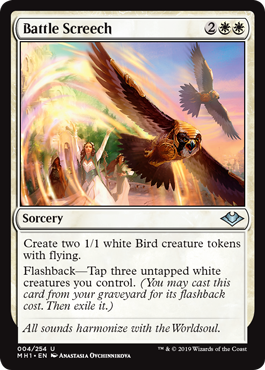 Battle Screech 2
Sorcery
Create two 1/1 white Bird creature tokens
with flying.
Flashback—Tap three untapped white
creatures you control. (You may cast this
card from your graveyard for its flashback
cost. Then exile it.)
All sounds harmonize with the Worldsoul.
004/254 U
MH1 • EN Anastasia Ovchinnikova ™ & © 2019 Wizards of the Coast